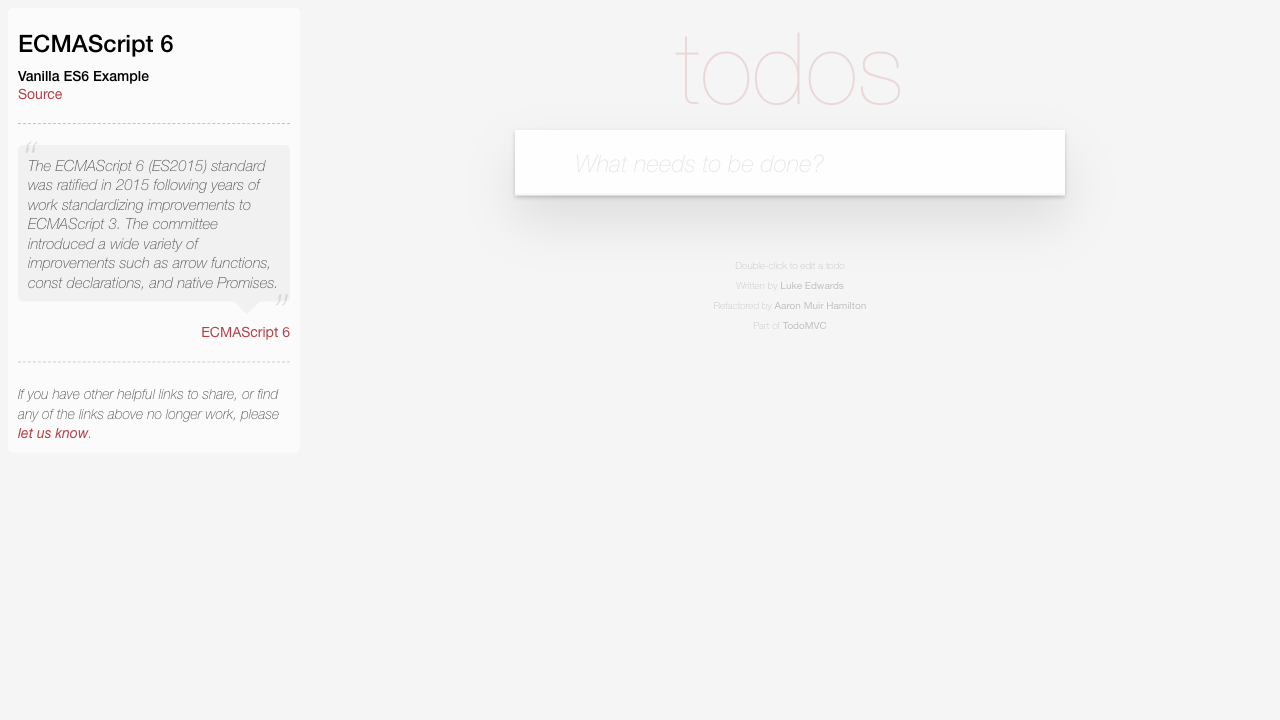 ECMAScript 6
Vanilla ES6 Example
Source
“
The ECMAScript 6 (ES2015) standard
was ratified in 2015 following years of
work standardizing improvements to
ECMAScript 3. The committee
introduced a wide variety of
improvements such as arrow functions,
const declarations, and native Promises.
”
ECMAScript 6
If you have other helpful links to share, or find
any of the links above no longer work, please
let us know.
todos
What needs to be done?
Double-click to edit a todo
Written by Luke Edwards
Refactored by Aaron Muir Hamilton
Part of TodoMVC